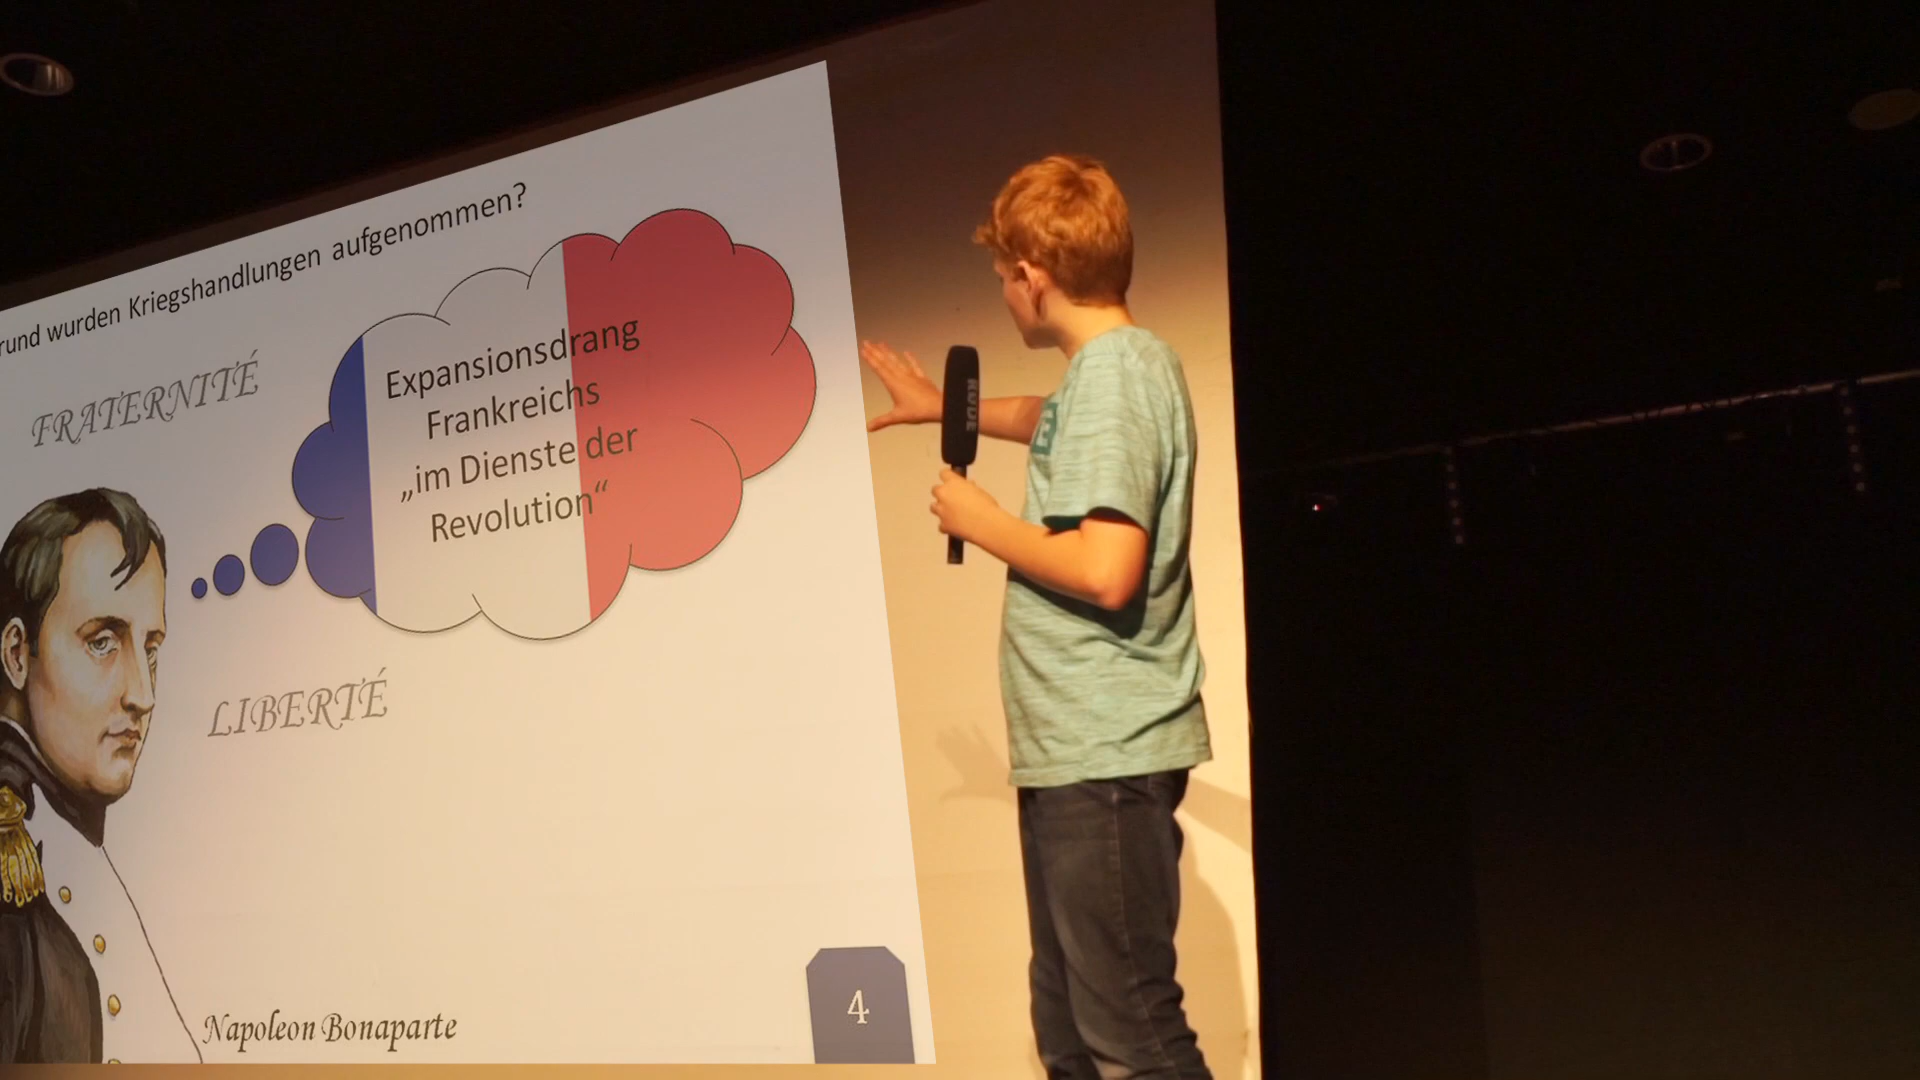 rund wurden Kriegshandlungen aufgenommen?
FRATERNITÉ
Expansionsdrang
Frankreichs
„im Dienste der
Revolution“
LIBERTÉ
Napoleon Bonaparte
4
RØDE
E